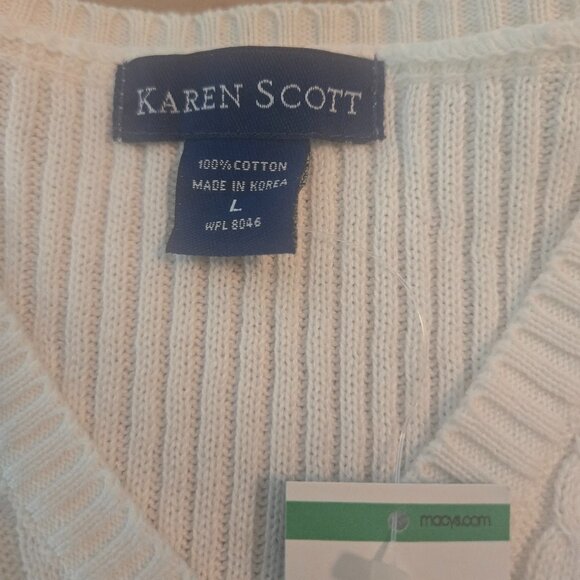 KAREN SCOTT
100% COTTON
MADE IN KOREA
L
WPL 8046
macys.com